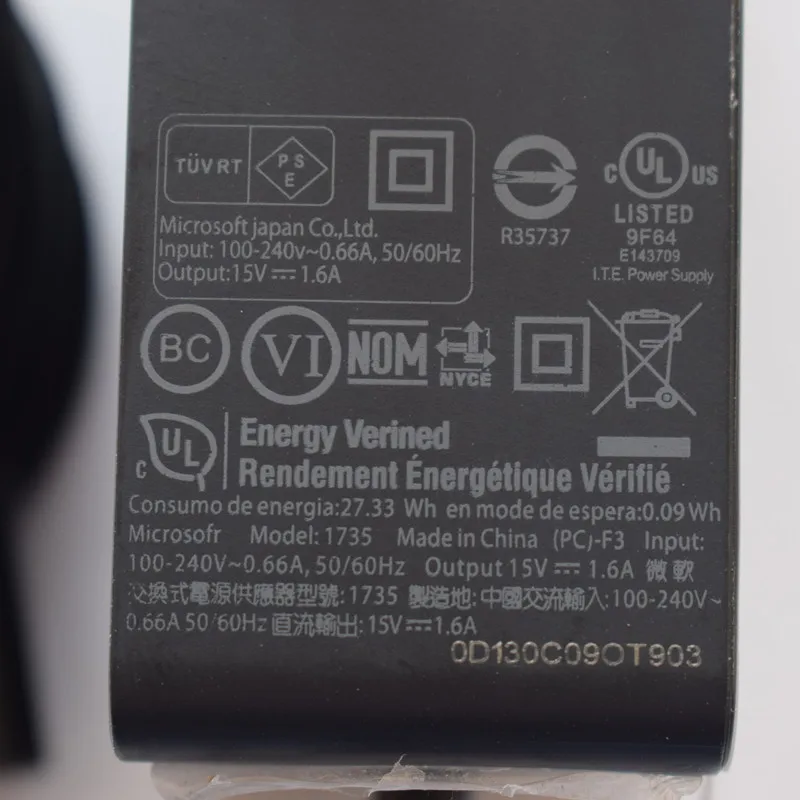 TÜV RT
P S
E
Microsoft japan Co.,Ltd.
Input: 100-240v~0.66A, 50/60Hz
Output:15V⎓ 1.6A
R35737
c UL US
LISTED
9F64
E143709
I.T.E. Power Supply
BC VI NOM NYCE
c UL
Energy Verined
Rendement Énergétique Vérifié
Consumo de energia:27.33 Wh en mode de espera:0.09 Wh
Microsofr Model: 1735 Made in China (PC)-F3 Input:
100-240V~0.66A, 50/60Hz Output 15V⎓ 1.6A 微軟
交換式電源供應器型號:1735 製造地:中國交流輸入:100-240V~
0.66A 50/60Hz 直流輸出: 15V⎓1.6A
0D130C09OT903